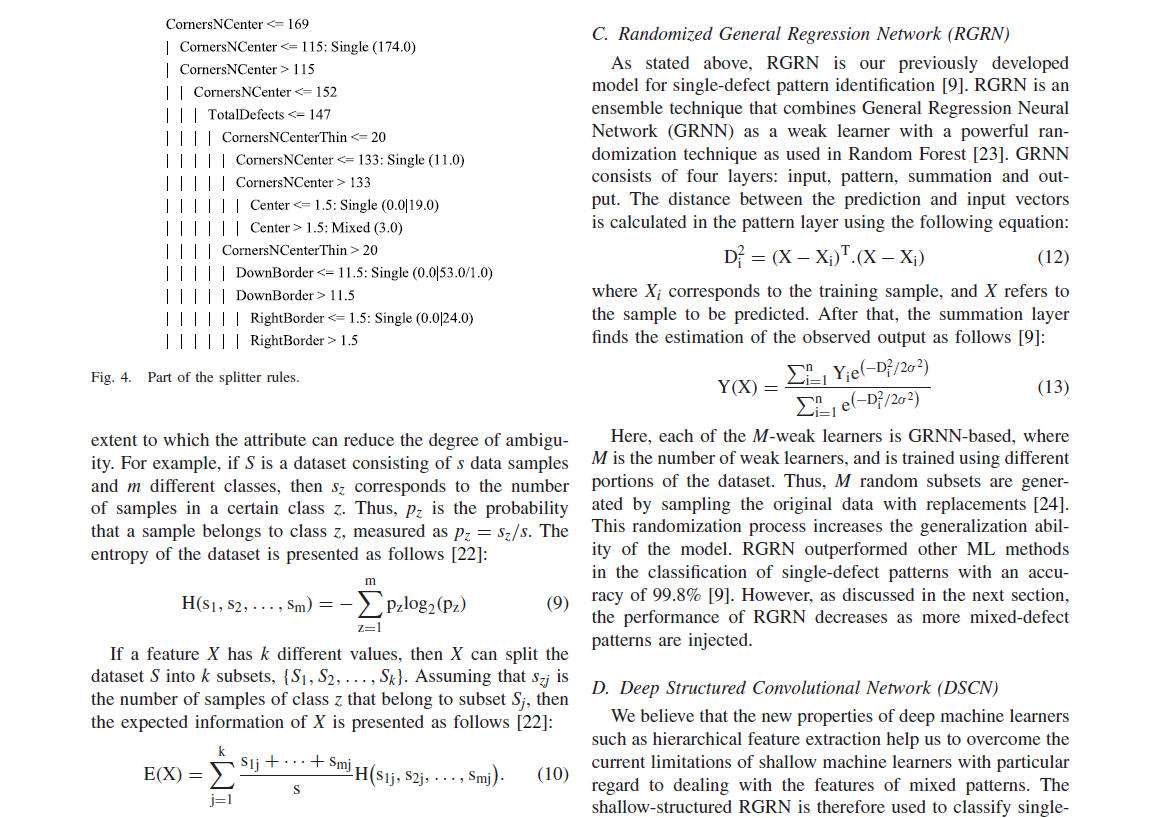 CornersNCenter <= 169
| CornersNCenter <= 115: Single (174.0)
| CornersNCenter > 115
| | CornersNCenter <= 152
| | | TotalDefects <= 147
| | | | CornersNCenterThin <= 20
| | | | | CornersNCenter <= 133: Single (11.0)
| | | | | CornersNCenter > 133
| | | | | | Center <= 1.5: Single (0.0|19.0)
| | | | | | Center > 1.5: Mixed (3.0)
| | | | CornersNCenterThin > 20
| | | | | DownBorder <= 11.5: Single (0.0|53.0/1.0)
| | | | | DownBorder > 11.5
| | | | | | RightBorder <= 1.5: Single (0.0|24.0)
| | | | | | RightBorder > 1.5
Fig. 4. Part of the splitter rules.
extent to which the attribute can reduce the degree of ambigu-
ity. For example, if S is a dataset consisting of s data samples
and m different classes, then s_z corresponds to the number
of samples in a certain class z. Thus, p_z is the probability
that a sample belongs to class z, measured as p_z = s_z/s. The
entropy of the dataset is presented as follows [22]:
H(s_1, s_2, . . . , s_m) = − ∑_{z=1}^{m} p_z log_2(p_z) (9)
If a feature X has k different values, then X can split the
dataset S into k subsets, {S_1, S_2, . . . , S_k}. Assuming that s_{zj} is
the number of samples of class z that belong to subset S_j, then
the expected information of X is presented as follows [22]:
E(X) = ∑_{j=1}^{k} (s_{1j} + · · · + s_{mj})/s H(s_{1j}, s_{2j}, . . . , s_{mj}). (10)
C. Randomized General Regression Network (RGRN)
As stated above, RGRN is our previously developed
model for single-defect pattern identification [9]. RGRN is an
ensemble technique that combines General Regression Neural
Network (GRNN) as a weak learner with a powerful ran-
domization technique as used in Random Forest [23]. GRNN
consists of four layers: input, pattern, summation and out-
put. The distance between the prediction and input vectors
is calculated in the pattern layer using the following equation:
D_i^2 = (X − X_i)^T.(X − X_i) (12)
where X_i corresponds to the training sample, and X refers to
the sample to be predicted. After that, the summation layer
finds the estimation of the observed output as follows [9]:
Y(X) = ∑_{i=1}^{n} Y_i e^{(−D_i^2/2σ^2)} / ∑_{i=1}^{n} e^{(−D_i^2/2σ^2)} (13)
Here, each of the M-weak learners is GRNN-based, where
M is the number of weak learners, and is trained using different
portions of the dataset. Thus, M random subsets are gener-
ated by sampling the original data with replacements [24].
This randomization process increases the generalization abil-
ity of the model. RGRN outperformed other ML methods
in the classification of single-defect patterns with an accu-
racy of 99.8% [9]. However, as discussed in the next section,
the performance of RGRN decreases as more mixed-defect
patterns are injected.
D. Deep Structured Convolutional Network (DSCN)
We believe that the new properties of deep machine learners
such as hierarchical feature extraction help us to overcome the
current limitations of shallow machine learners with particular
regard to dealing with the features of mixed patterns. The
shallow-structured RGRN is therefore used to classify single-